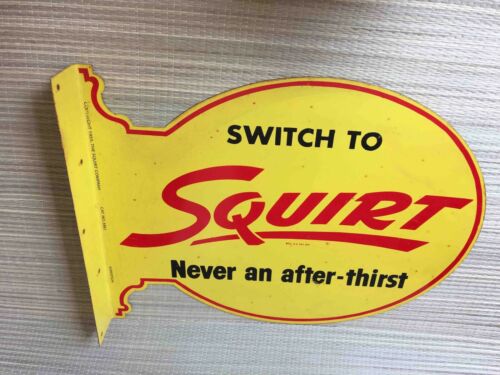 SWITCH TO
SQUIRT
Never an after-thirst